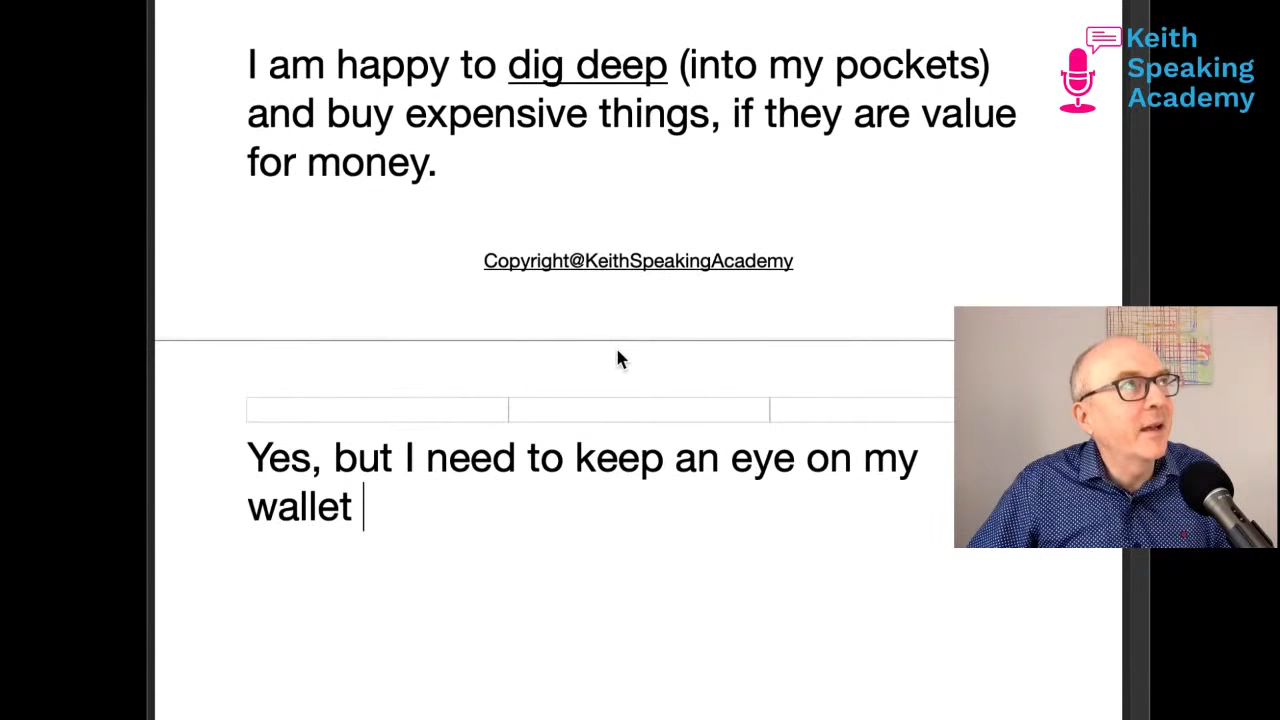 I am happy to dig deep (into my pockets)
and buy expensive things, if they are value
for money.
Keith
Speaking
Academy
Copyright@KeithSpeakingAcademy
Yes, but I need to keep an eye on my
wallet